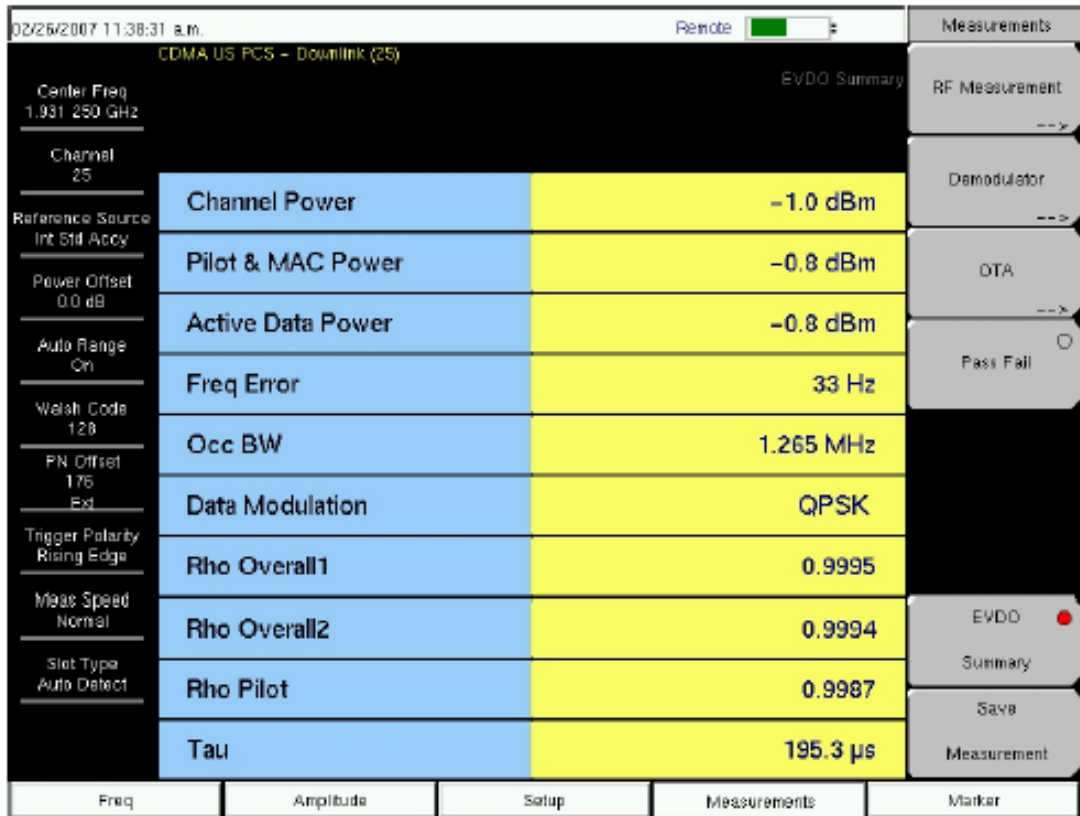 02/26/2007 11:38:31 a.m.
Remote
Measurements
CDMA US PCS - Downlink (25)
EVDO Summary
Center Freq
1.931 250 GHz
Channel
25
Reference Source
Int Std Accy
Power Offset
0.0 dB
Auto Range
On
Walsh Code
128
PN Offset
176
Ext
Trigger Polarity
Rising Edge
Meas Speed
Normal
Slot Type
Auto Detect
Channel Power -1.0 dBm
Pilot & MAC Power -0.8 dBm
Active Data Power -0.8 dBm
Freq Error 33 Hz
Occ BW 1.265 MHz
Data Modulation QPSK
Rho Overall1 0.9995
Rho Overall2 0.9994
Rho Pilot 0.9987
Tau 195.3 µs
RF Measurement
-->
Demodulator
-->
OTA
-->
Pass Fail
EVDO
Summary
Save
Measurement
Freq Amplitude Setup Measurements Marker